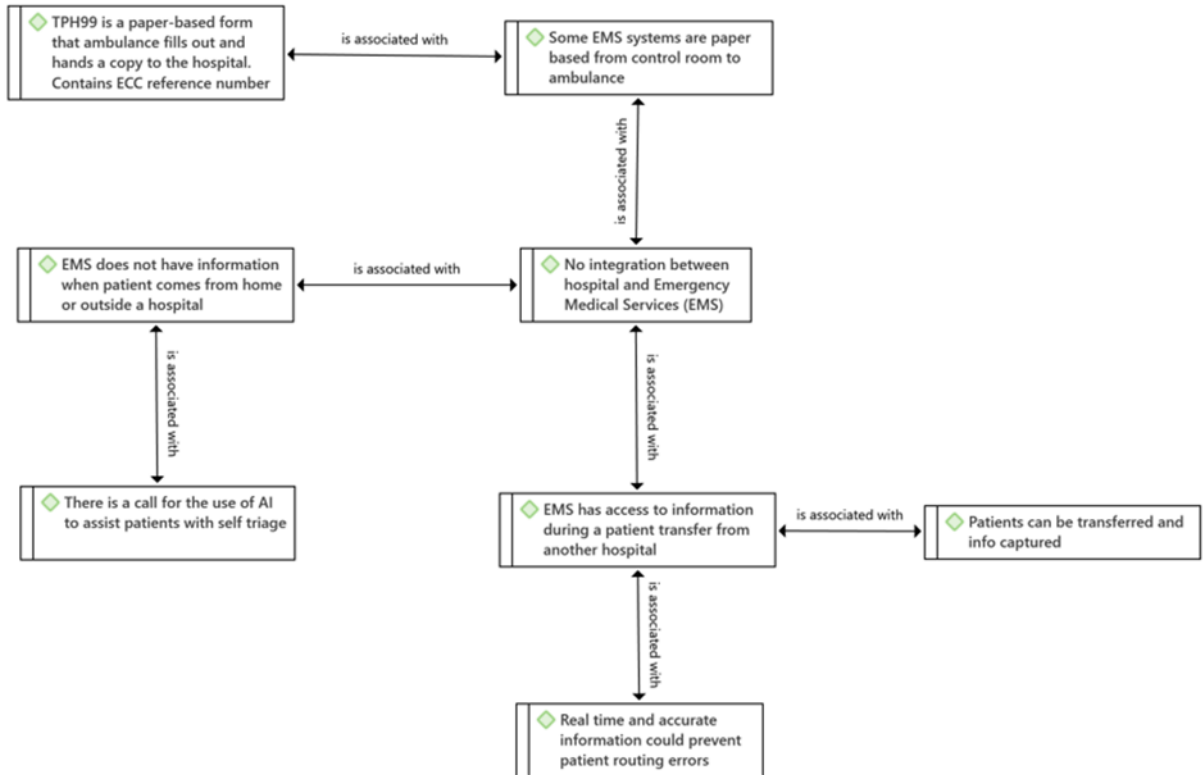 TPH99 is a paper-based form
that ambulance fills out and
hands a copy to the hospital.
Contains ECC reference number
is associated with
Some EMS systems are paper
based from control room to
ambulance
is associated with
EMS does not have information
when patient comes from home
or outside a hospital
is associated with
No integration between
hospital and Emergency
Medical Services (EMS)
is associated with
is associated with
There is a call for the use of AI
to assist patients with self triage
EMS has access to information
during a patient transfer from
another hospital
is associated with
Patients can be transferred and
info captured
is associated with
Real time and accurate
information could prevent
patient routing errors